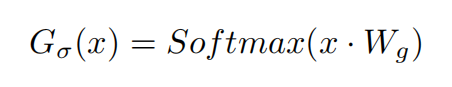 G_σ(x) = Softmax(x · W_g)